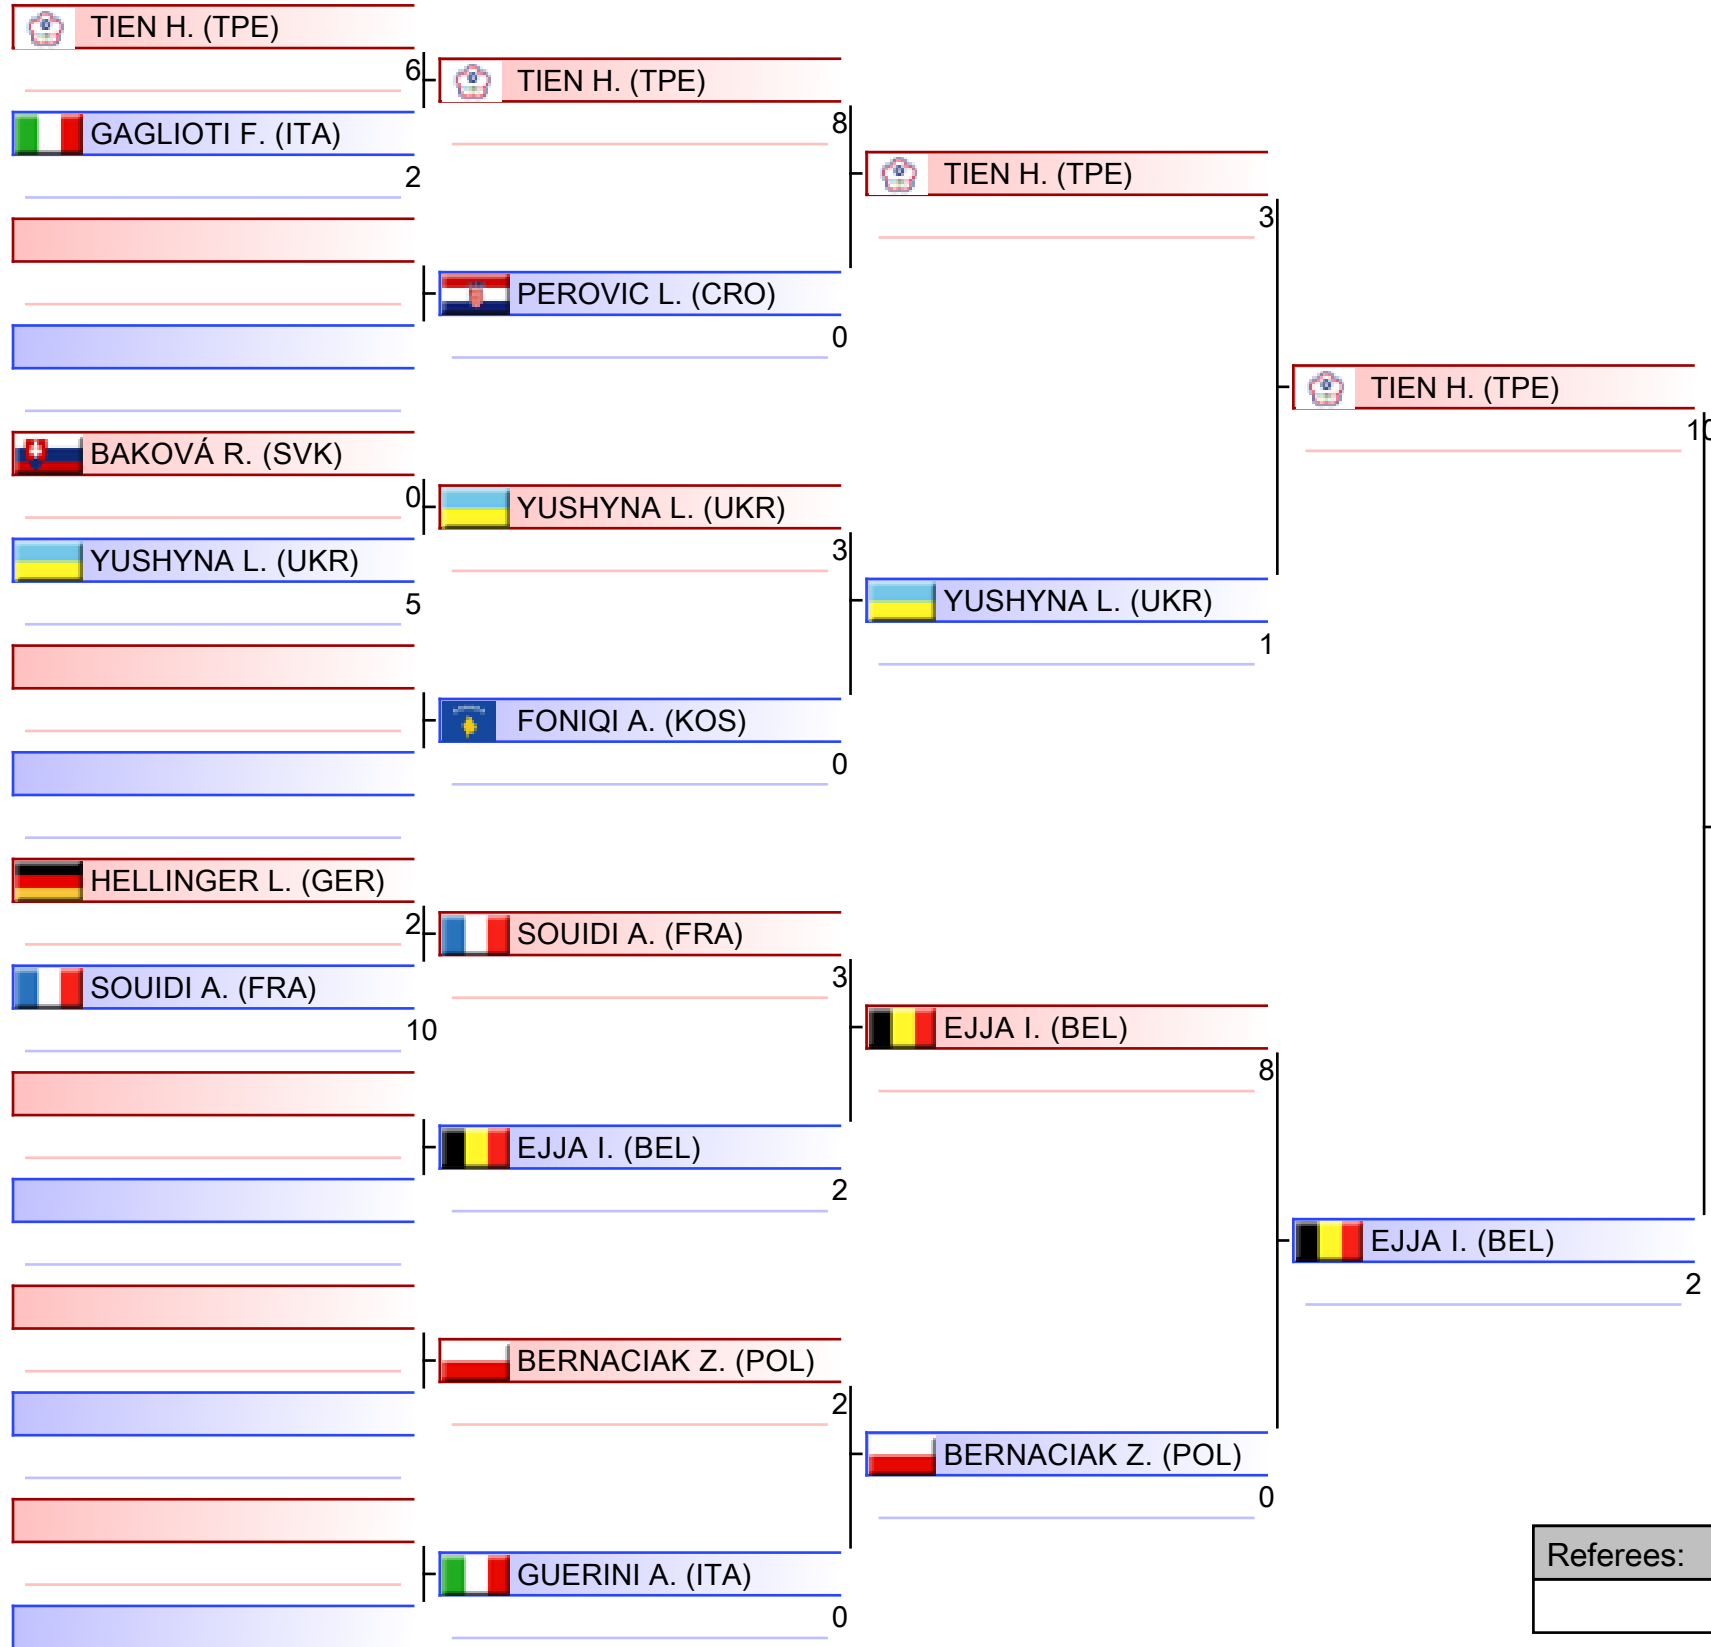 TIEN H. (TPE)
6
GAGLIOTI F. (ITA)
2
BAKOVÁ R. (SVK)
0
YUSHYNA L. (UKR)
5
HELLINGER L. (GER)
2
SOUIDI A. (FRA)
10
TIEN H. (TPE)
8
PEROVIC L. (CRO)
0
YUSHYNA L. (UKR)
3
FONIQI A. (KOS)
0
SOUIDI A. (FRA)
3
EJJA I. (BEL)
2
BERNACIAK Z. (POL)
2
GUERINI A. (ITA)
0
TIEN H. (TPE)
3
YUSHYNA L. (UKR)
1
EJJA I. (BEL)
8
BERNACIAK Z. (POL)
0
TIEN H. (TPE)
10
EJJA I. (BEL)
2
Referees: